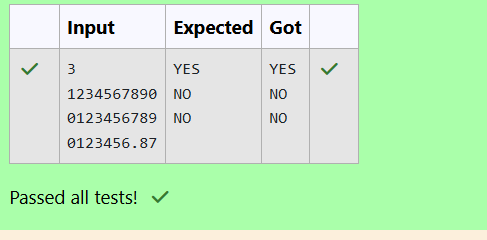 Input Expected Got
3 YES YES
1234567890 NO NO
0123456789 NO NO
0123456.87
Passed all tests!